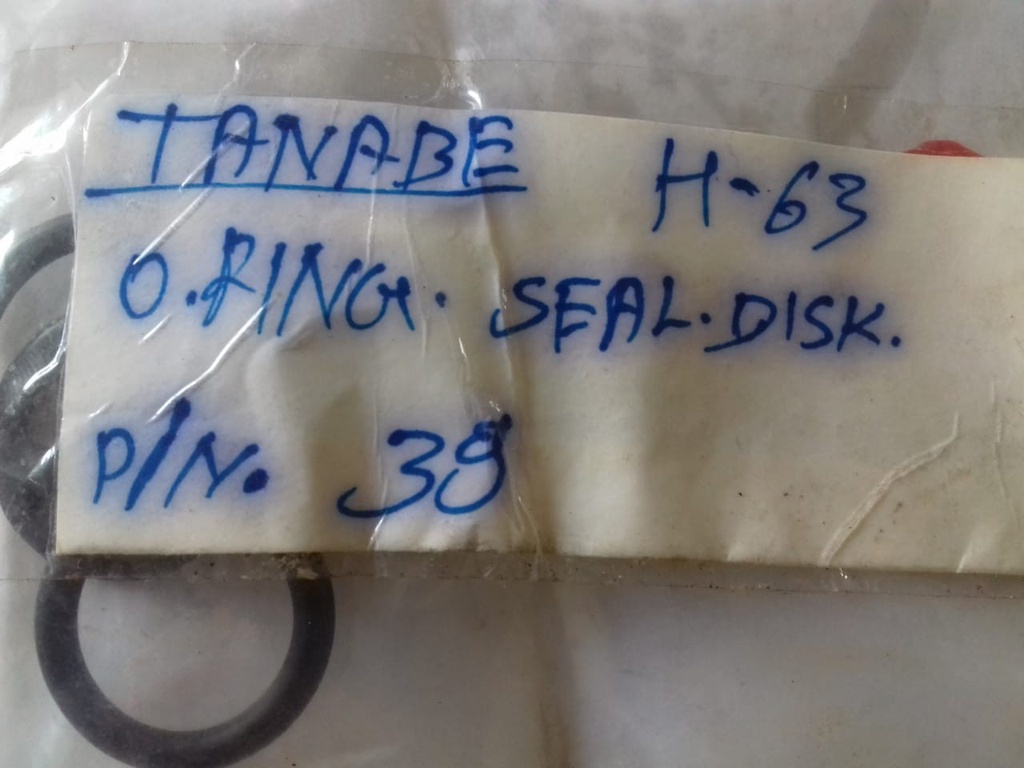 TANABE H-63
O.RING. SEAL.DISK.
P/N. 38